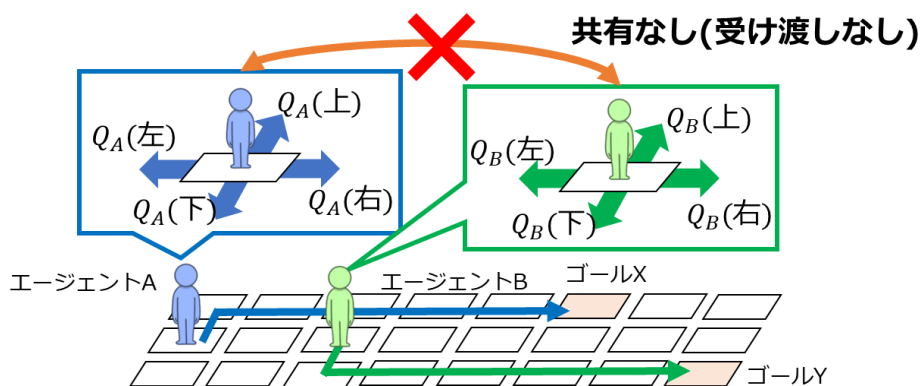 共有なし(受け渡しなし)
Q_A(上)
Q_A(左)
Q_A(下)
Q_A(右)
Q_B(上)
Q_B(左)
Q_B(下)
Q_B(右)
エージェントA
エージェントB
ゴールX
ゴールY